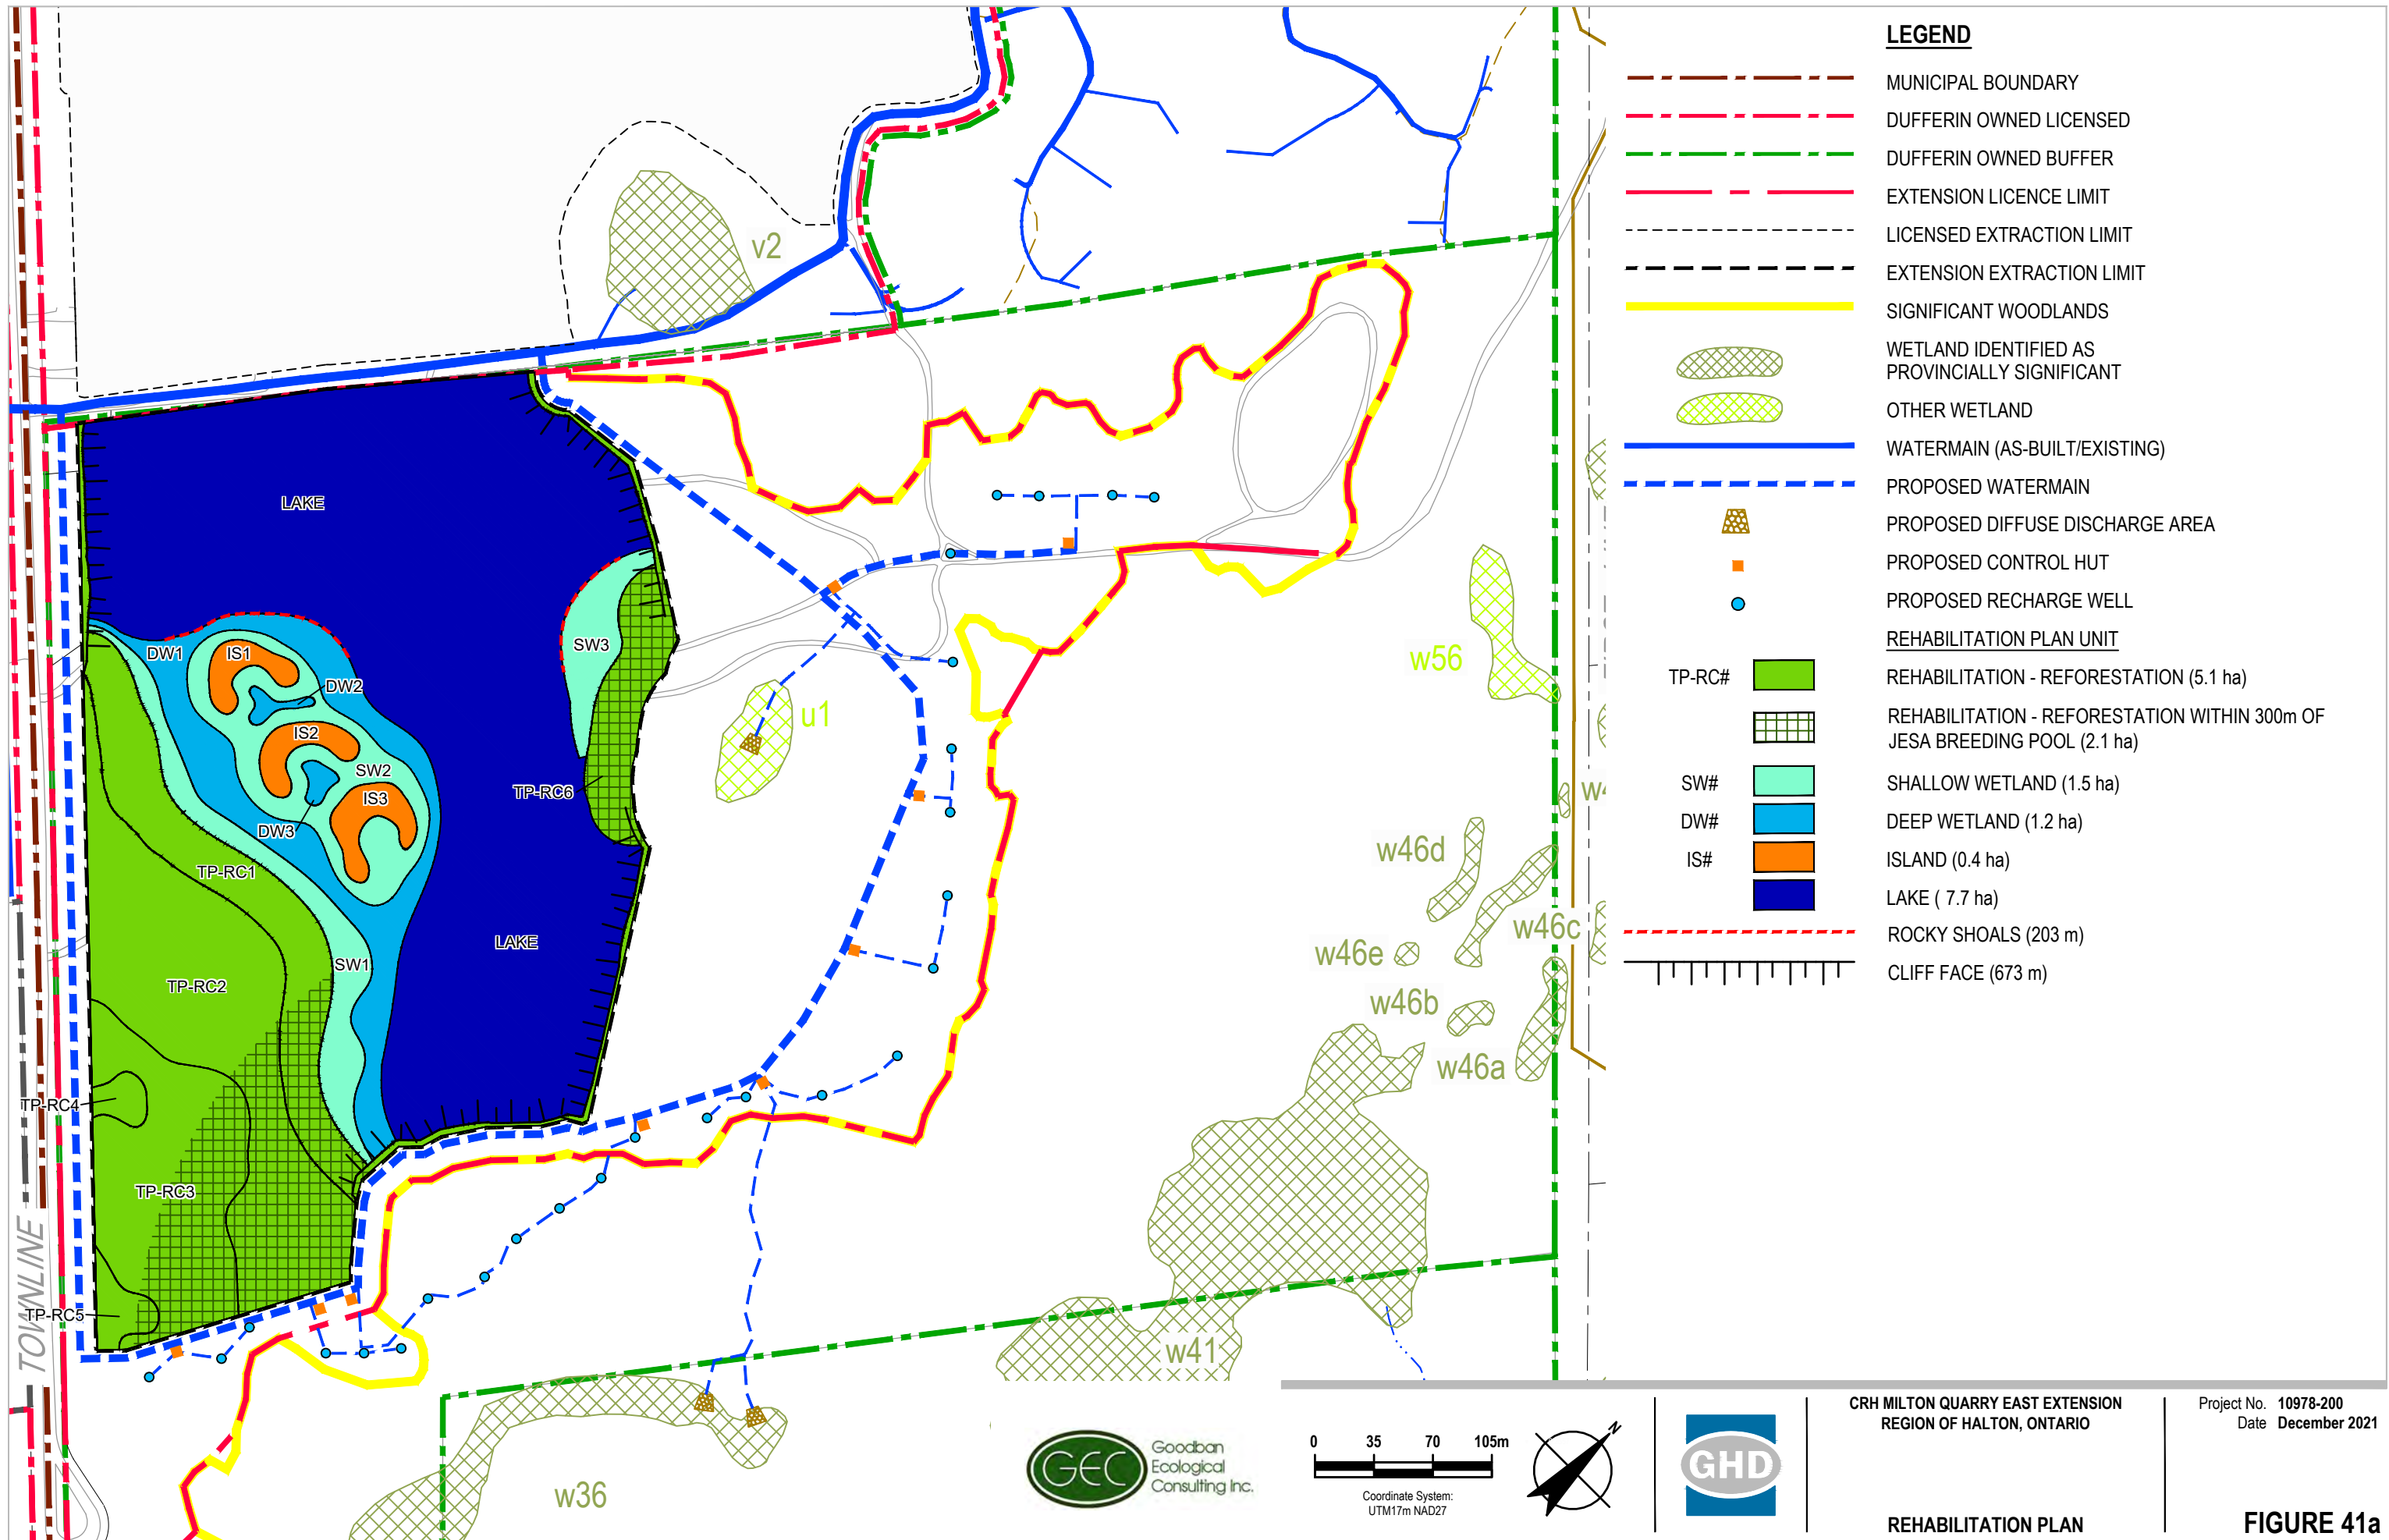 LEGEND
MUNICIPAL BOUNDARY
DUFFERIN OWNED LICENSED
DUFFERIN OWNED BUFFER
EXTENSION LICENCE LIMIT
LICENSED EXTRACTION LIMIT
EXTENSION EXTRACTION LIMIT
SIGNIFICANT WOODLANDS
WETLAND IDENTIFIED AS
PROVINCIALLY SIGNIFICANT
OTHER WETLAND
WATERMAIN (AS-BUILT/EXISTING)
PROPOSED WATERMAIN
PROPOSED DIFFUSE DISCHARGE AREA
PROPOSED CONTROL HUT
PROPOSED RECHARGE WELL
REHABILITATION PLAN UNIT
TP-RC# REHABILITATION - REFORESTATION (5.1 ha)
REHABILITATION - REFORESTATION WITHIN 300m OF
JESA BREEDING POOL (2.1 ha)
SW# SHALLOW WETLAND (1.5 ha)
DW# DEEP WETLAND (1.2 ha)
IS# ISLAND (0.4 ha)
LAKE ( 7.7 ha)
ROCKY SHOALS (203 m)
CLIFF FACE (673 m)
v2
LAKE
SW3
DW1
IS1
DW2
IS2
SW2
IS3
DW3
TP-RC6
TP-RC1
LAKE
SW1
TP-RC2
TP-RC4
TP-RC3
TP-RC5
TOWNLINE
u1
w56
w46d
w46c
w46e
w46b
w46a
w41
w36
GEC
Goodban
Ecological
Consulting Inc.
0 35 70 105m
Coordinate System:
UTM17m NAD27
N
GHD
CRH MILTON QUARRY EAST EXTENSION
REGION OF HALTON, ONTARIO
REHABILITATION PLAN
Project No. 10978-200
Date December 2021
FIGURE 41a